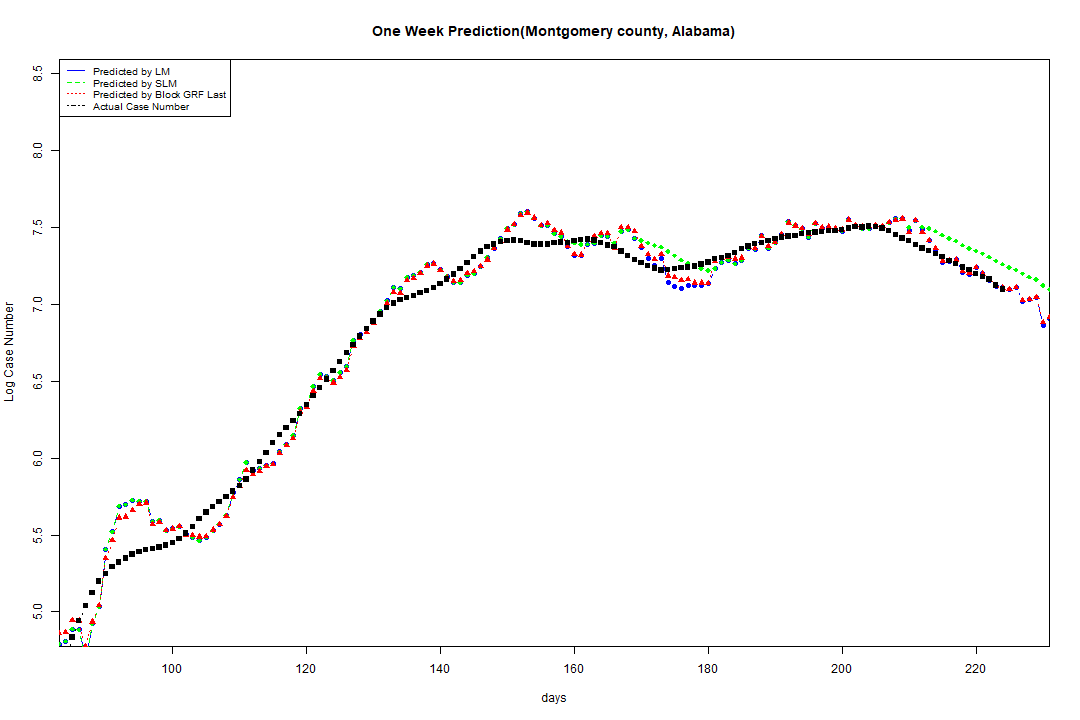 One Week Prediction(Montgomery county, Alabama)
Predicted by LM
Predicted by SLM
Predicted by Block GRF Last
Actual Case Number
8.5
8.0
7.5
7.0
6.5
6.0
5.5
5.0
Log Case Number
100 120 140 160 180 200 220
days